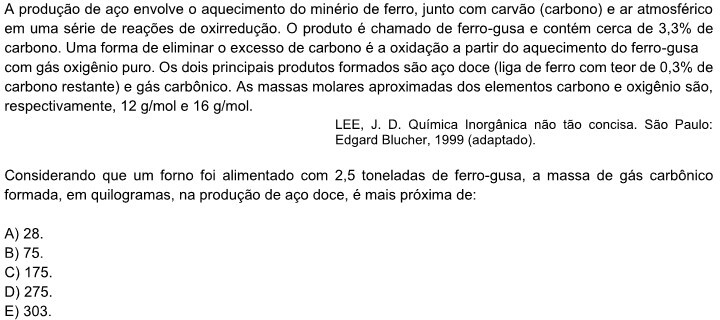 A produção de aço envolve o aquecimento do minério de ferro, junto com carvão (carbono) e ar atmosférico
em uma série de reações de oxirredução. O produto é chamado de ferro-gusa e contém cerca de 3,3% de
carbono. Uma forma de eliminar o excesso de carbono é a oxidação a partir do aquecimento do ferro-gusa
com gás oxigênio puro. Os dois principais produtos formados são aço doce (liga de ferro com teor de 0,3% de
carbono restante) e gás carbônico. As massas molares aproximadas dos elementos carbono e oxigênio são,
respectivamente, 12 g/mol e 16 g/mol.
LEE, J. D. Química Inorgânica não tão concisa. São Paulo:
Edgard Blucher, 1999 (adaptado).
Considerando que um forno foi alimentado com 2,5 toneladas de ferro-gusa, a massa de gás carbônico
formada, em quilogramas, na produção de aço doce, é mais próxima de:
A) 28.
B) 75.
C) 175.
D) 275.
E) 303.